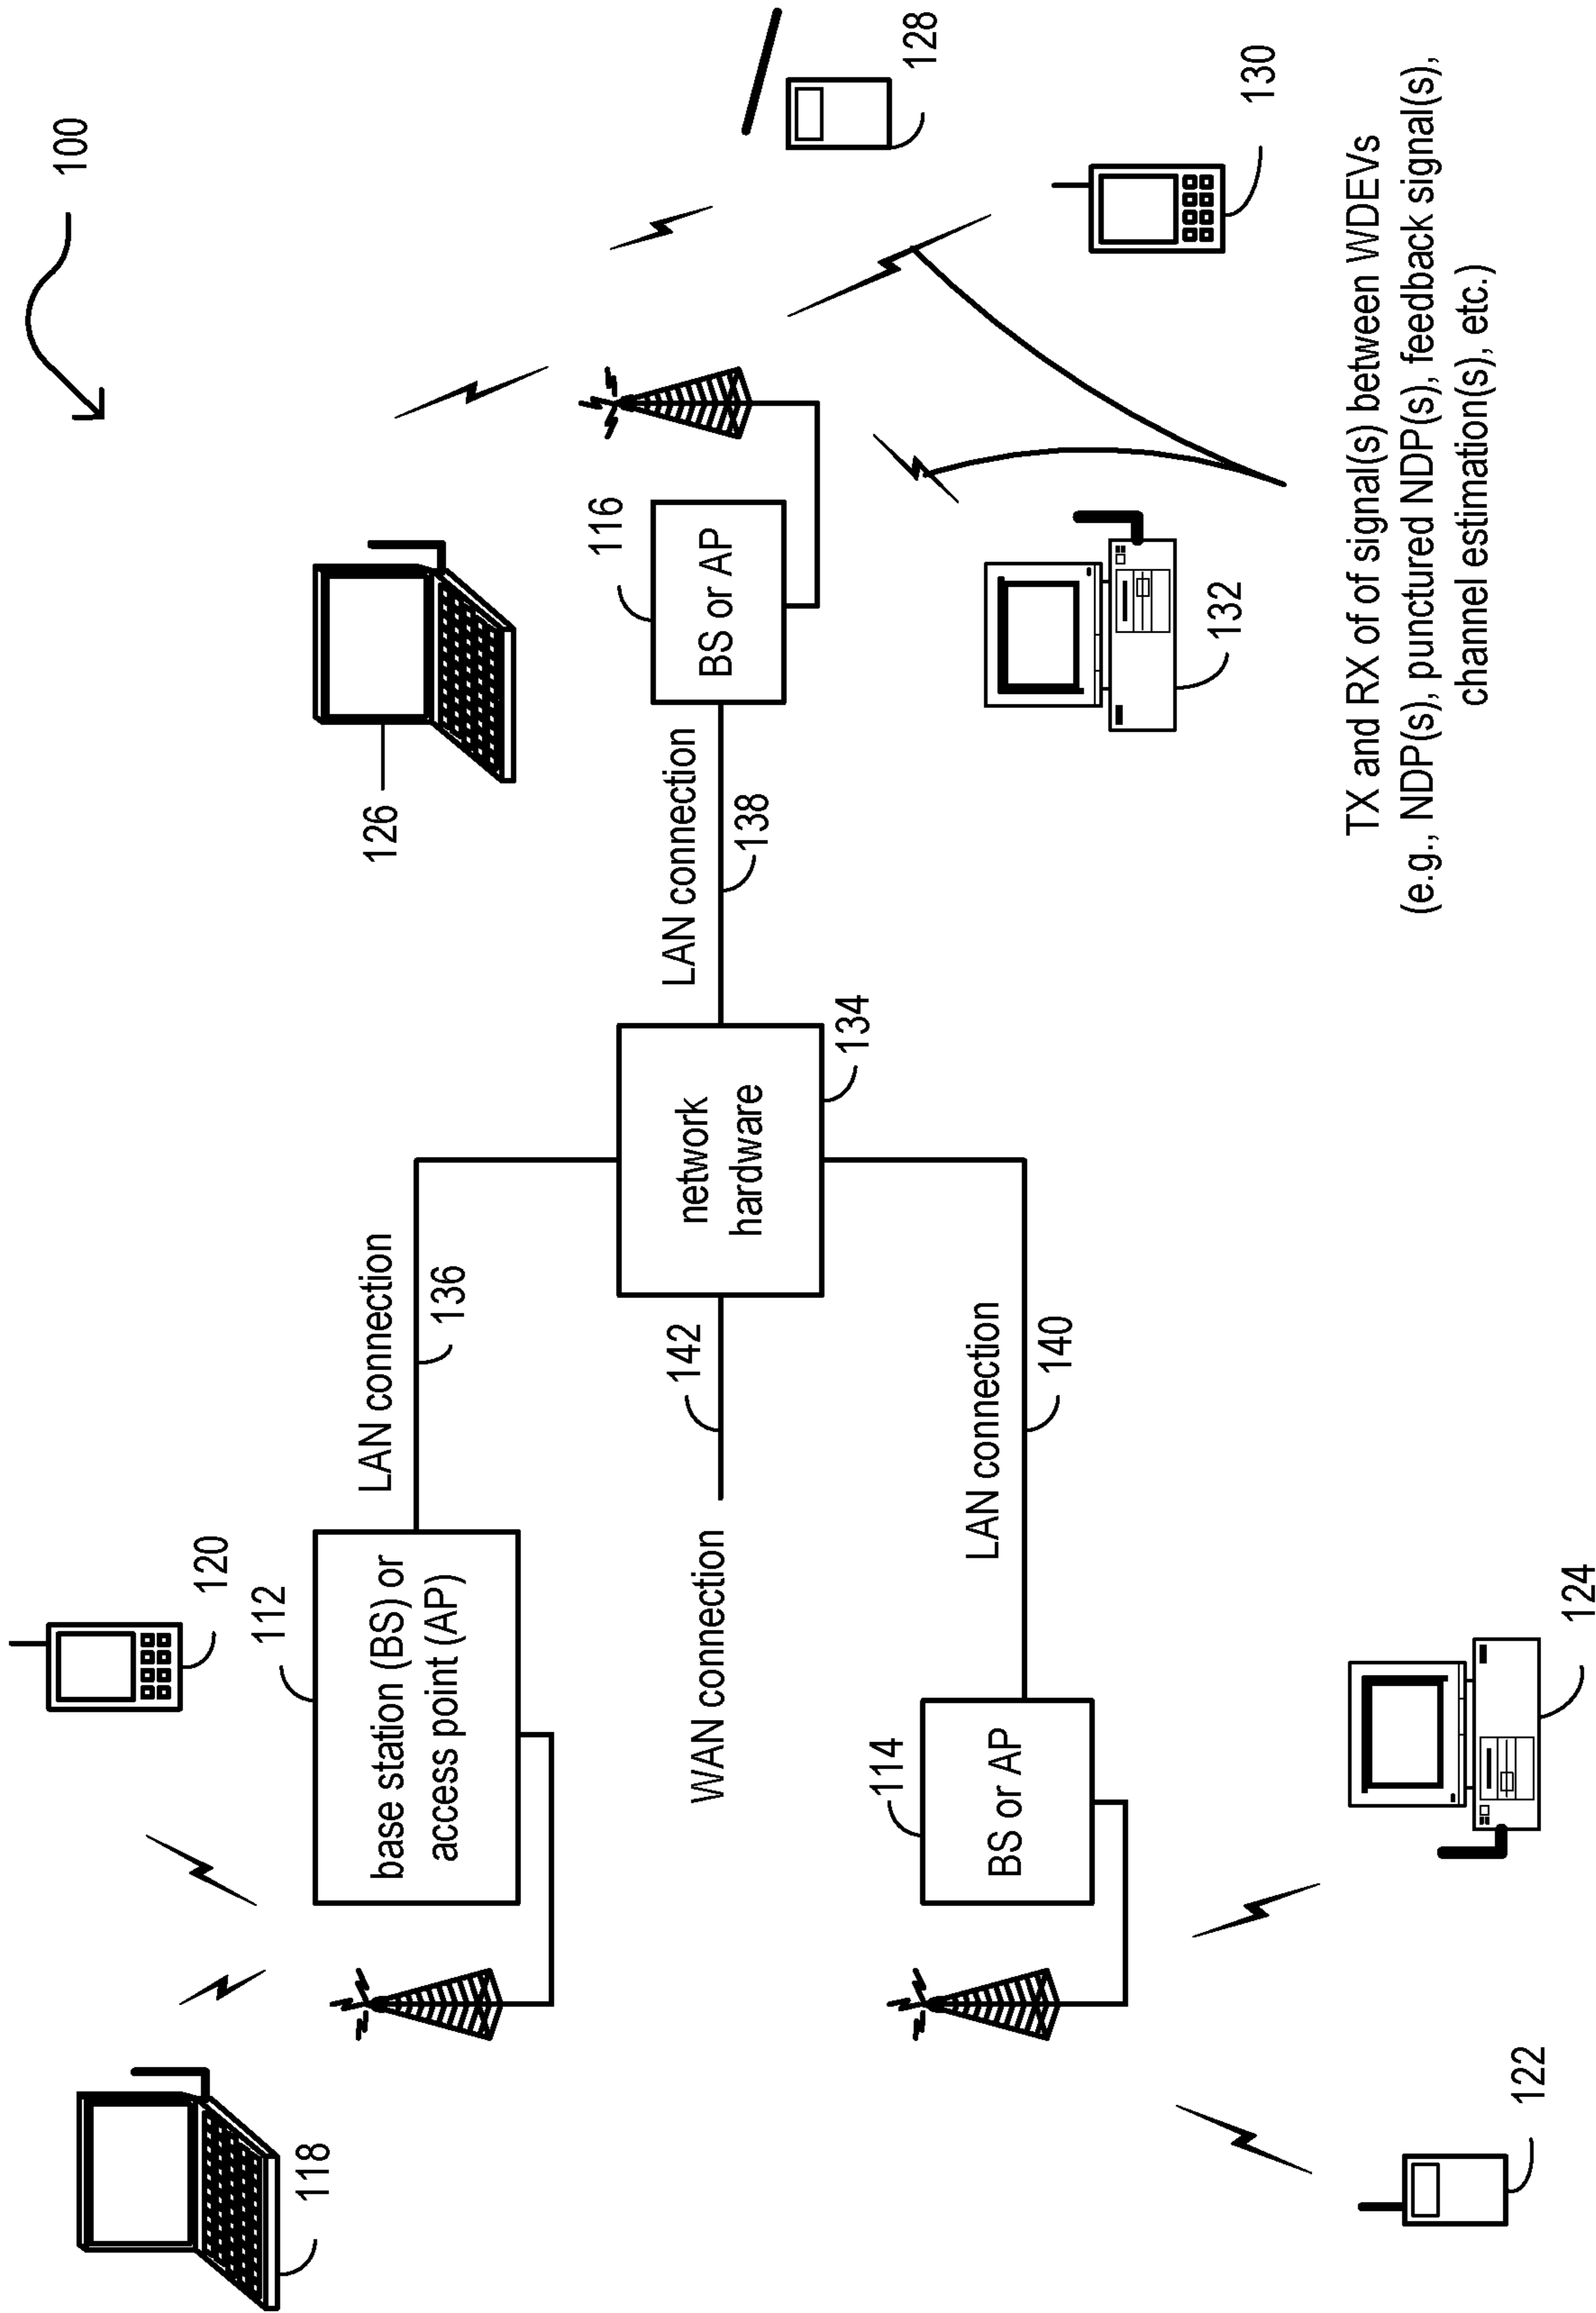 100
118
120
112
base station (BS) or
access point (AP)
LAN connection
136
126
116
BS or AP
LAN connection
138
128
130
WAN connection
142
network
hardware
134
114
BS or AP
LAN connection
140
132
122
124
TX and RX of of signal(s) between WDEVs
(e.g., NDP(s), punctured NDP(s), feedback signal(s),
channel estimation(s), etc.)